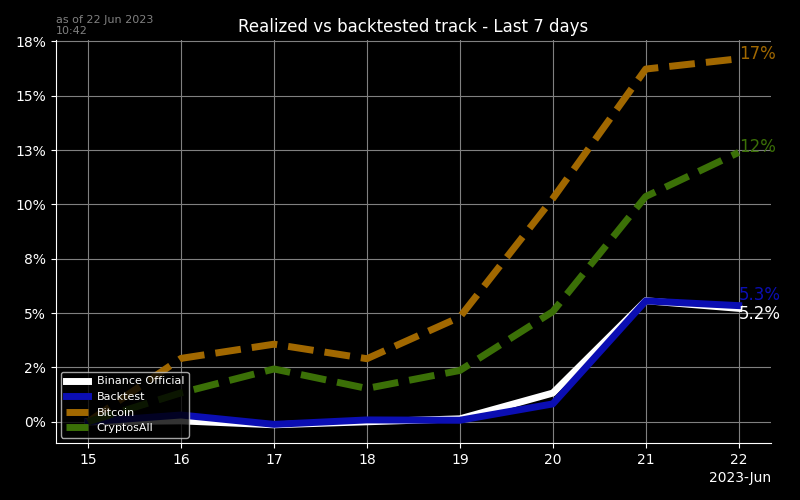 as of 22 Jun 2023
10:42
Realized vs backtested track - Last 7 days
18%
15%
13%
10%
8%
5%
2%
0%
17%
12%
5.3%
5.2%
Binance Official
Backtest
Bitcoin
CryptosAll
15 16 17 18 19 20 21 22
2023-Jun